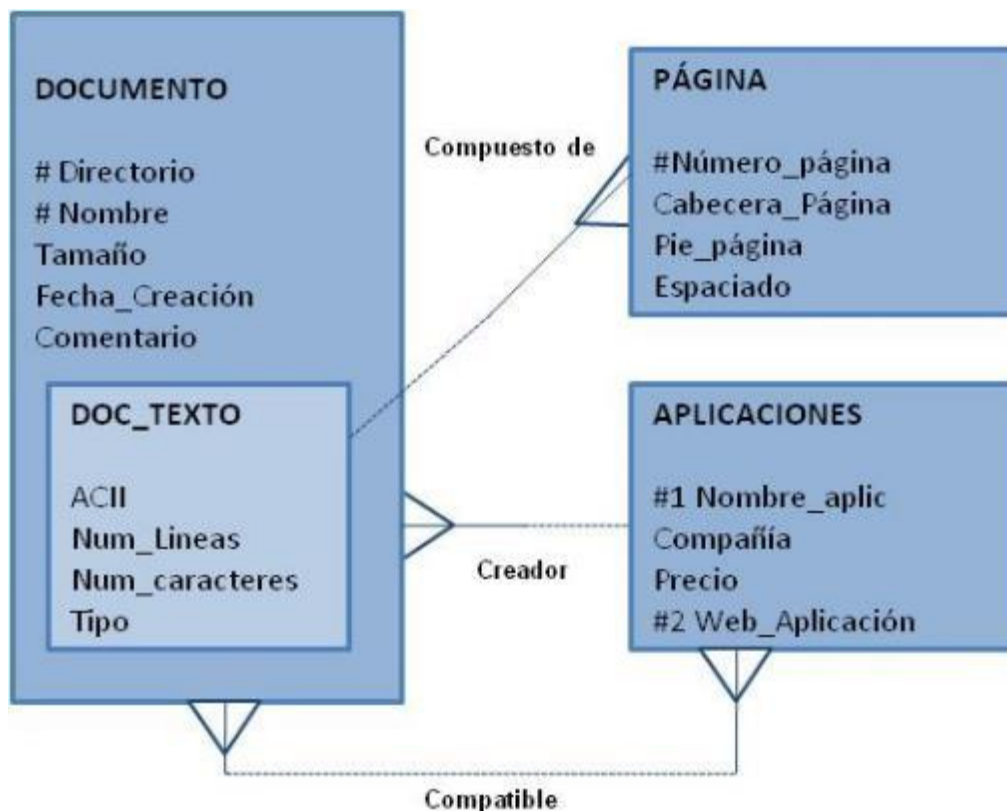 DOCUMENTO
# Directorio
# Nombre
Tamaño
Fecha_Creación
Comentario
DOC_TEXTO
ACII
Num_Lineas
Num_caracteres
Tipo
Compuesto de
PÁGINA
#Número_página
Cabecera_Página
Pie_página
Espaciado
Creador
APLICACIONES
#1 Nombre_aplic
Compañía
Precio
#2 Web_Aplicación
Compatible